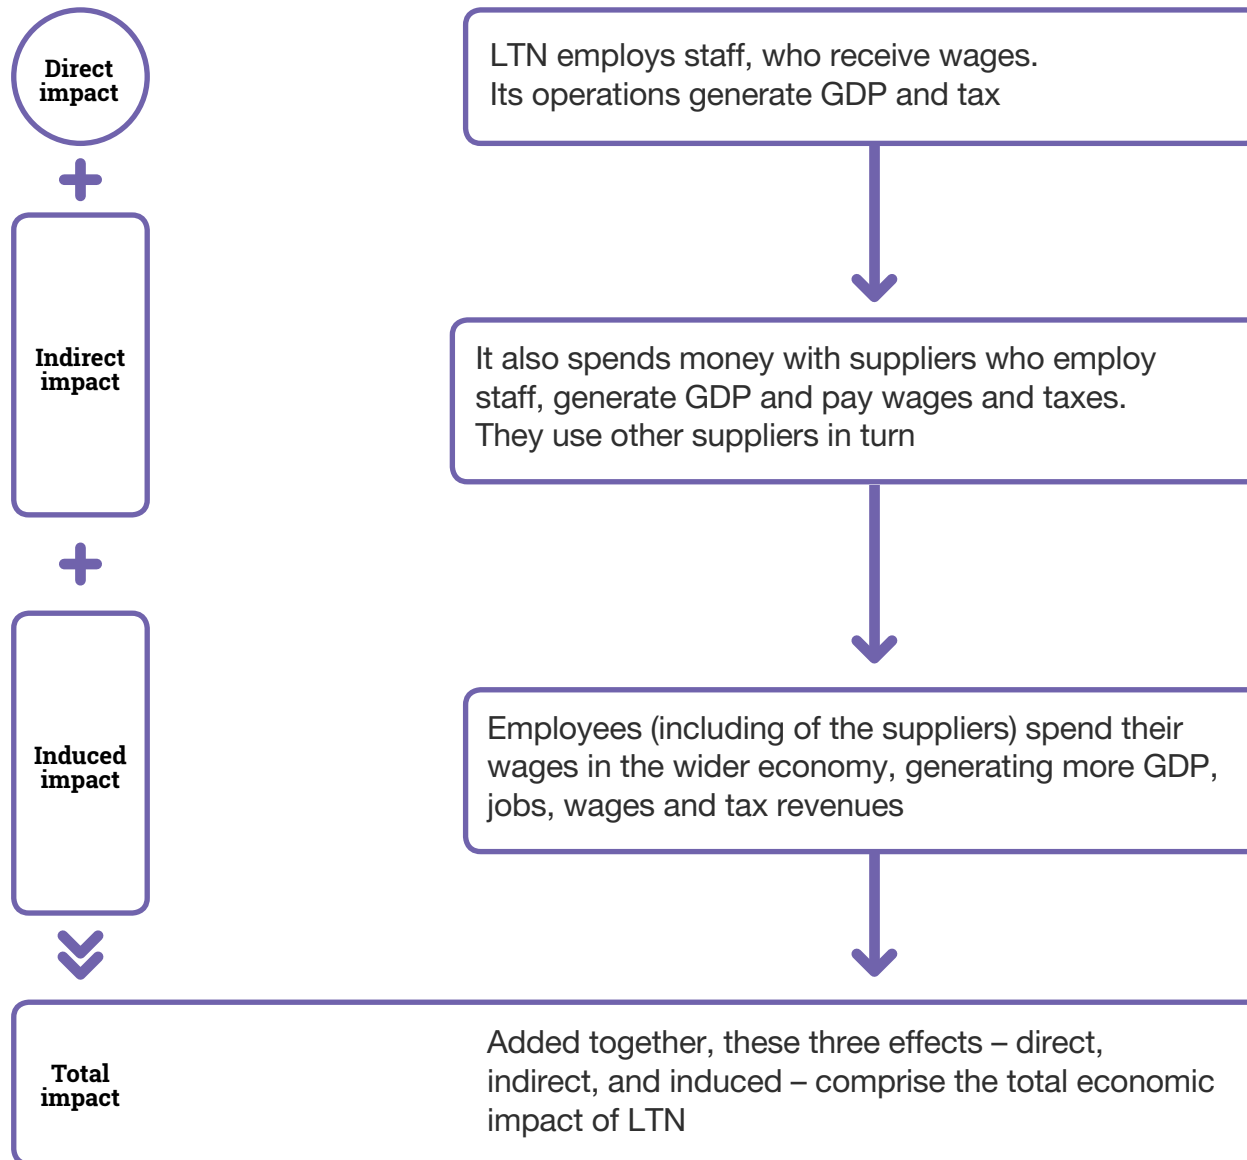 Direct
impact
LTN employs staff, who receive wages.
Its operations generate GDP and tax
Indirect
impact
It also spends money with suppliers who employ
staff, generate GDP and pay wages and taxes.
They use other suppliers in turn
Induced
impact
Employees (including of the suppliers) spend their
wages in the wider economy, generating more GDP,
jobs, wages and tax revenues
Total
impact
Added together, these three effects – direct,
indirect, and induced – comprise the total economic
impact of LTN